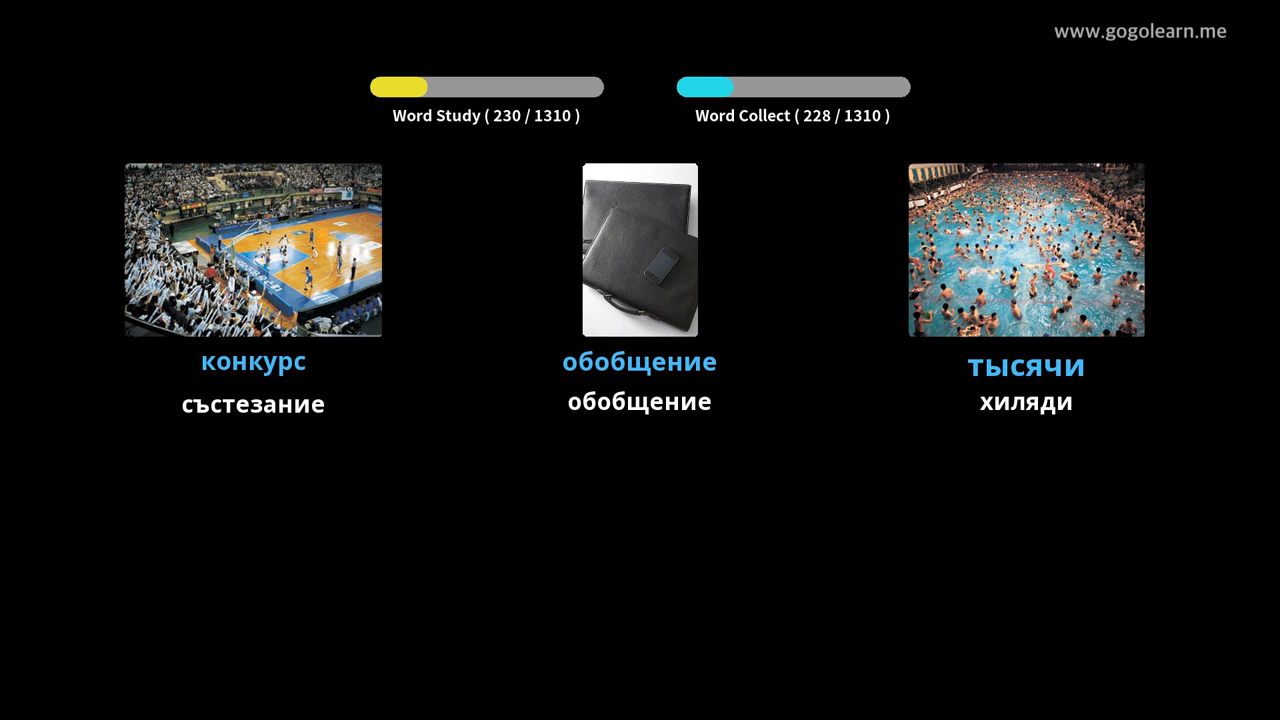 www.gogolearn.me
Word Study ( 230 / 1310 )
Word Collect ( 228 / 1310 )
конкурс
обобщение
тысячи
състезание
обобщение
хиляди